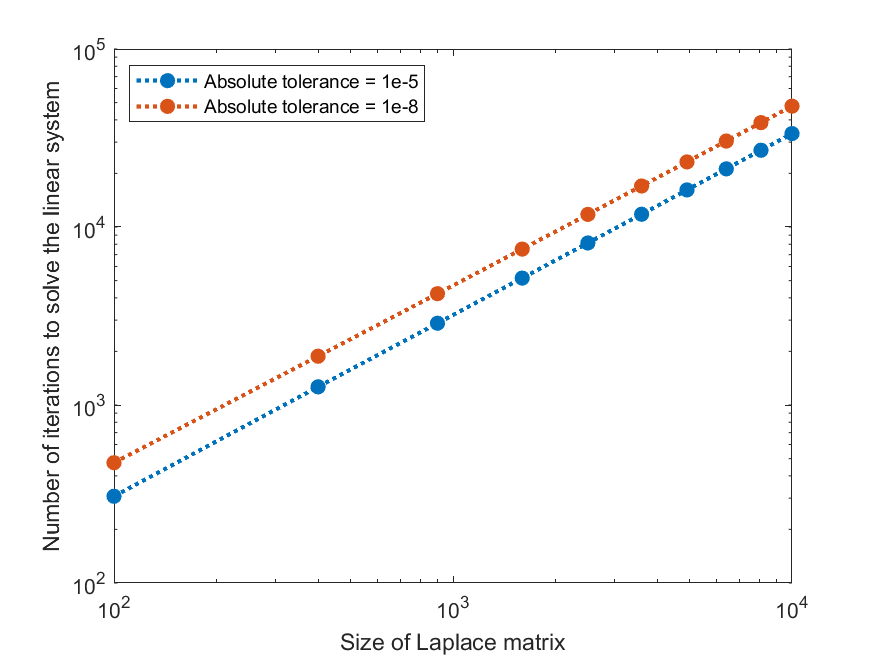 10^5
Absolute tolerance = 1e-5
Absolute tolerance = 1e-8
Number of iterations to solve the linear system
10^4
10^3
10^2
10^2
10^3
10^4
Size of Laplace matrix